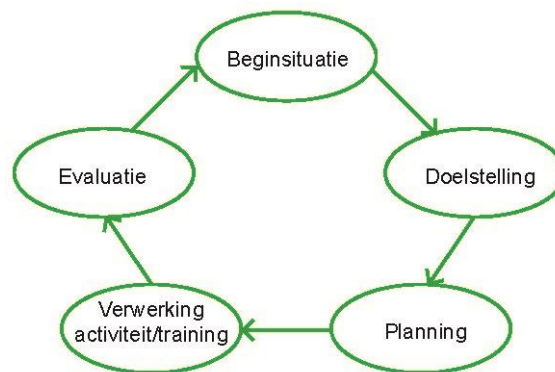 Beginsituatie
Doelstelling
Planning
Verwerking
activiteit/training
Evaluatie